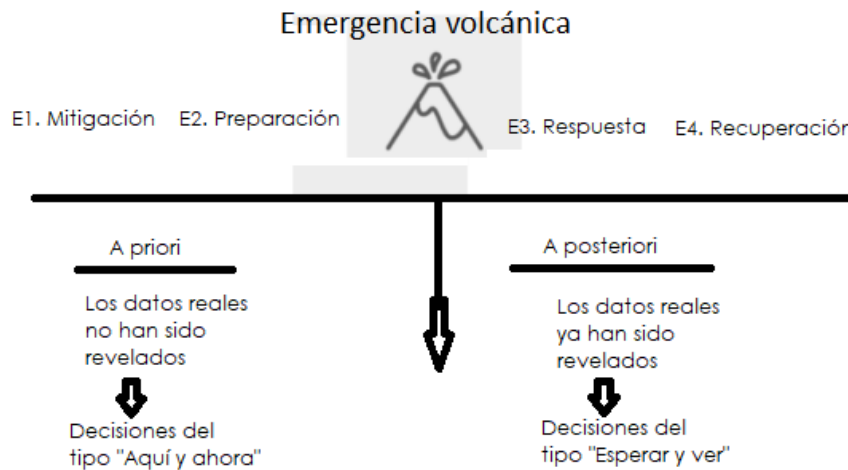 Emergencia volcánica
E1. Mitigación
E2. Preparación
E3. Respuesta
E4. Recuperación
A priori
Los datos reales
no han sido
revelados
Decisiones del
tipo "Aquí y ahora"
A posteriori
Los datos reales
ya han sido
revelados
Decisiones del
tipo "Esperar y ver"